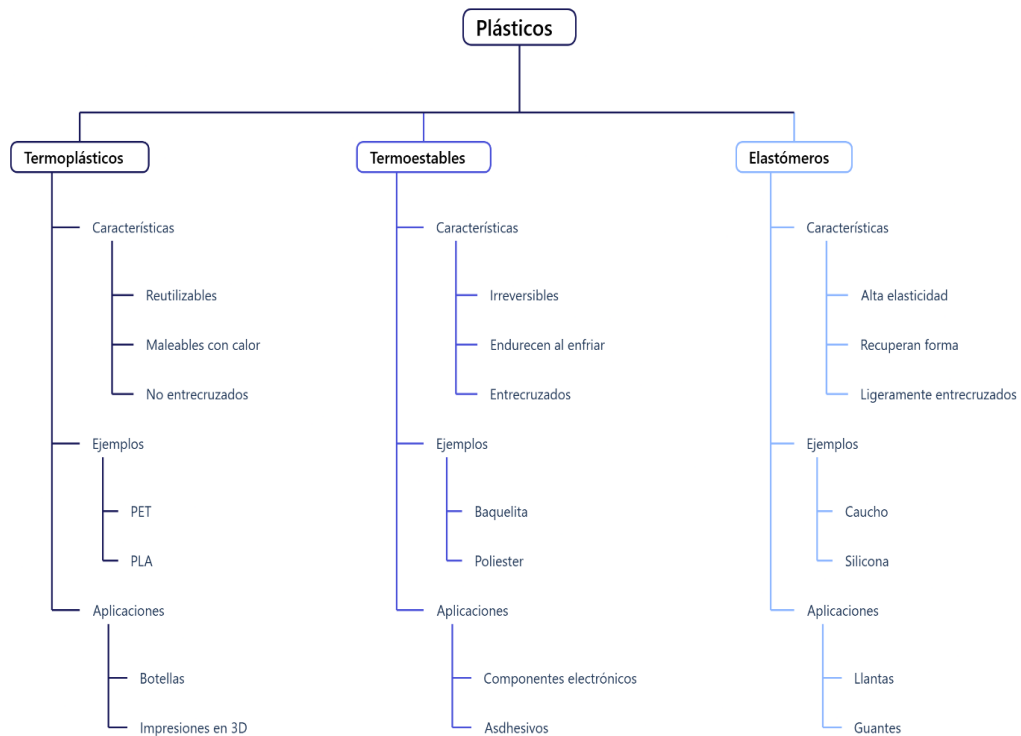 Plásticos
Termoplásticos
Características
Reutilizables
Maleables con calor
No entrecruzados
Ejemplos
PET
PLA
Aplicaciones
Botellas
Impresiones en 3D
Termoestables
Características
Irreversibles
Endurecen al enfriar
Entrecruzados
Ejemplos
Baquelita
Poliester
Aplicaciones
Componentes electrónicos
Asdhesivos
Elastómeros
Características
Alta elasticidad
Recuperan forma
Ligeramente entrecruzados
Ejemplos
Caucho
Silicona
Aplicaciones
Llantas
Guantes